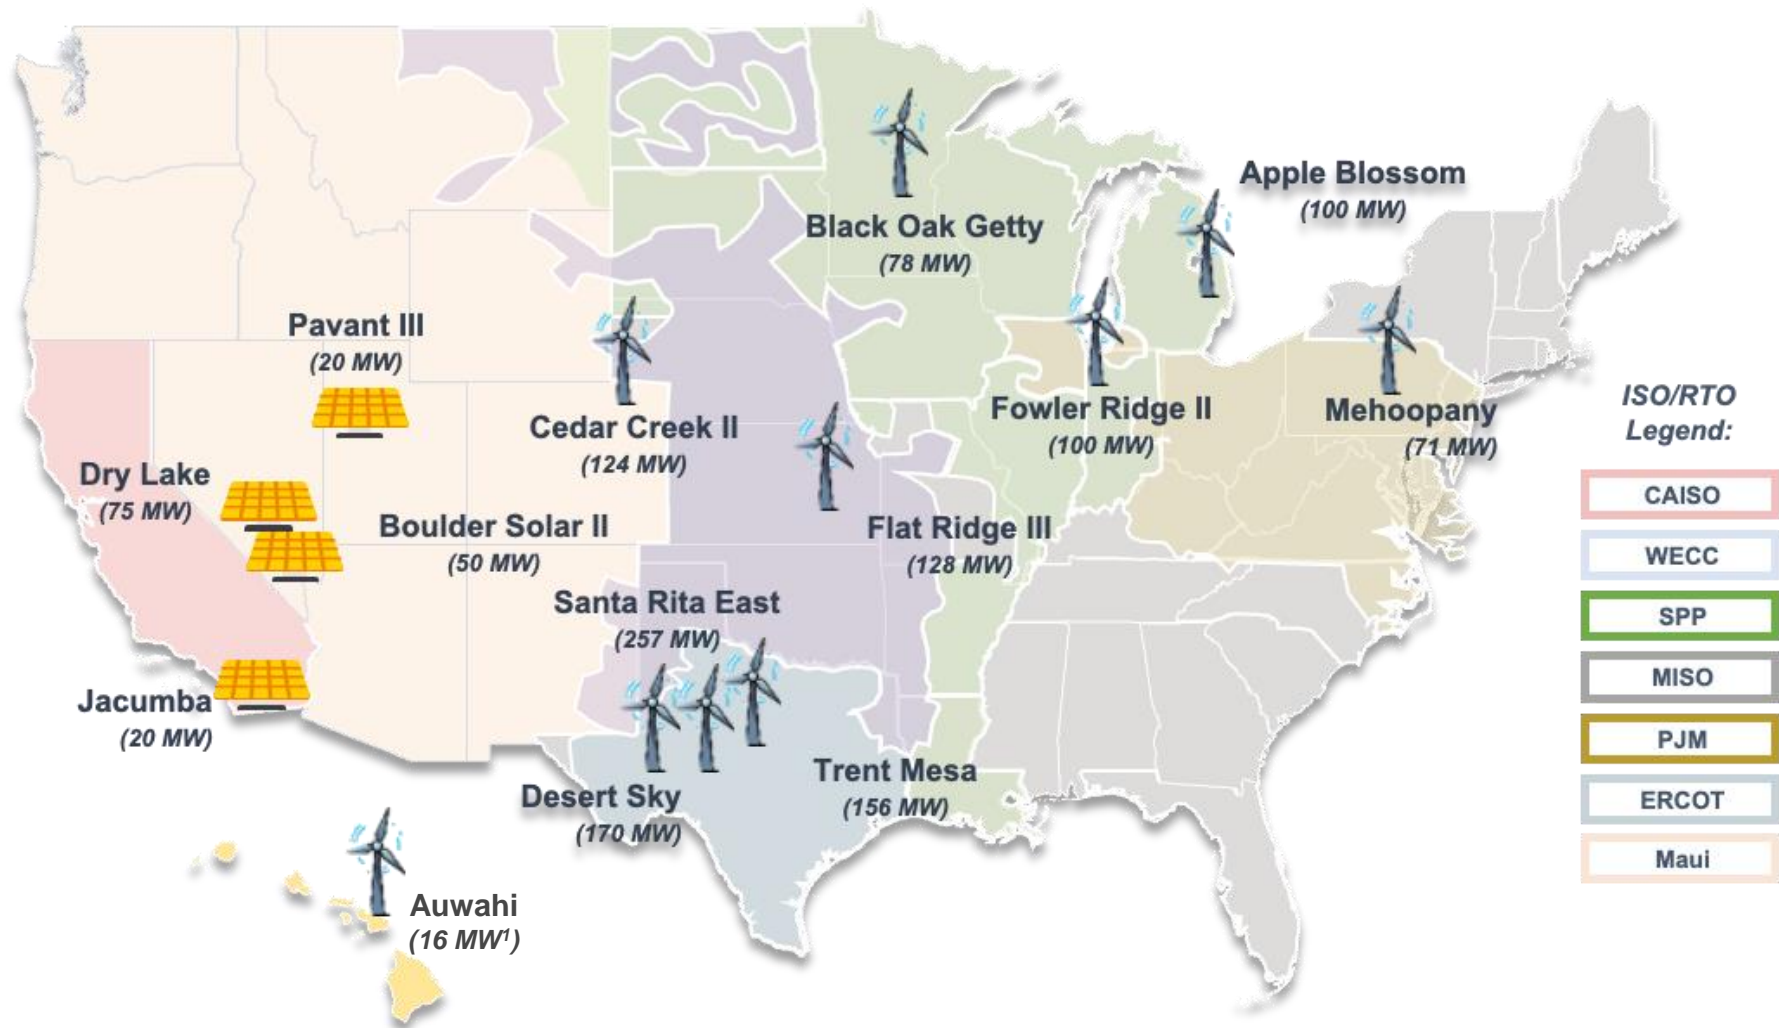 Apple Blossom
(100 MW)
Black Oak Getty
(78 MW)
Pavant III
(20 MW)
Cedar Creek II
(124 MW)
Fowler Ridge II
(100 MW)
Mehoopany
(71 MW)
Dry Lake
(75 MW)
Boulder Solar II
(50 MW)
Flat Ridge III
(128 MW)
Santa Rita East
(257 MW)
Jacumba
(20 MW)
Desert Sky
(170 MW)
Trent Mesa
(156 MW)
Auwahi
(16 MW¹)
ISO/RTO
Legend:
CAISO
WECC
SPP
MISO
PJM
ERCOT
Maui